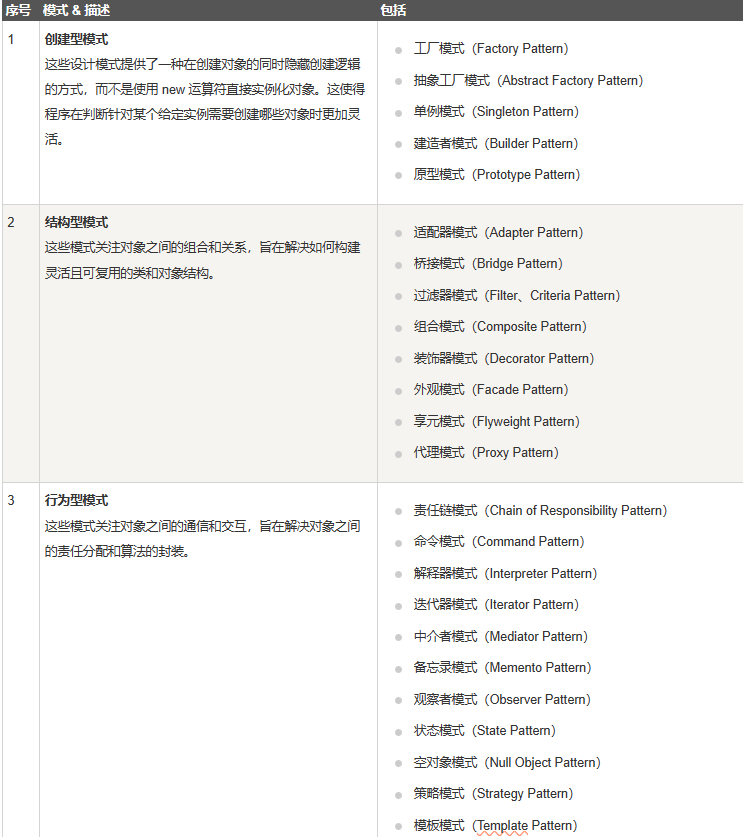 序号 模式 & 描述 包括
1 创建型模式
这些设计模式提供了一种在创建对象的同时隐藏创建逻辑
的方式，而不是使用 new 运算符直接实例化对象。这使得
程序在判断针对某个给定实例需要创建哪些对象时更加灵
活。
工厂模式（Factory Pattern）
抽象工厂模式（Abstract Factory Pattern）
单例模式（Singleton Pattern）
建造者模式（Builder Pattern）
原型模式（Prototype Pattern）
2 结构型模式
这些模式关注对象之间的组合和关系，旨在解决如何构建
灵活且可复用的类和对象结构。
适配器模式（Adapter Pattern）
桥接模式（Bridge Pattern）
过滤器模式（Filter、Criteria Pattern）
组合模式（Composite Pattern）
装饰器模式（Decorator Pattern）
外观模式（Facade Pattern）
享元模式（Flyweight Pattern）
代理模式（Proxy Pattern）
3 行为型模式
这些模式关注对象之间的通信和交互，旨在解决对象之间
的责任分配和算法的封装。
责任链模式（Chain of Responsibility Pattern）
命令模式（Command Pattern）
解释器模式（Interpreter Pattern）
迭代器模式（Iterator Pattern）
中介者模式（Mediator Pattern）
备忘录模式（Memento Pattern）
观察者模式（Observer Pattern）
状态模式（State Pattern）
空对象模式（Null Object Pattern）
策略模式（Strategy Pattern）
模板模式（Template Pattern）